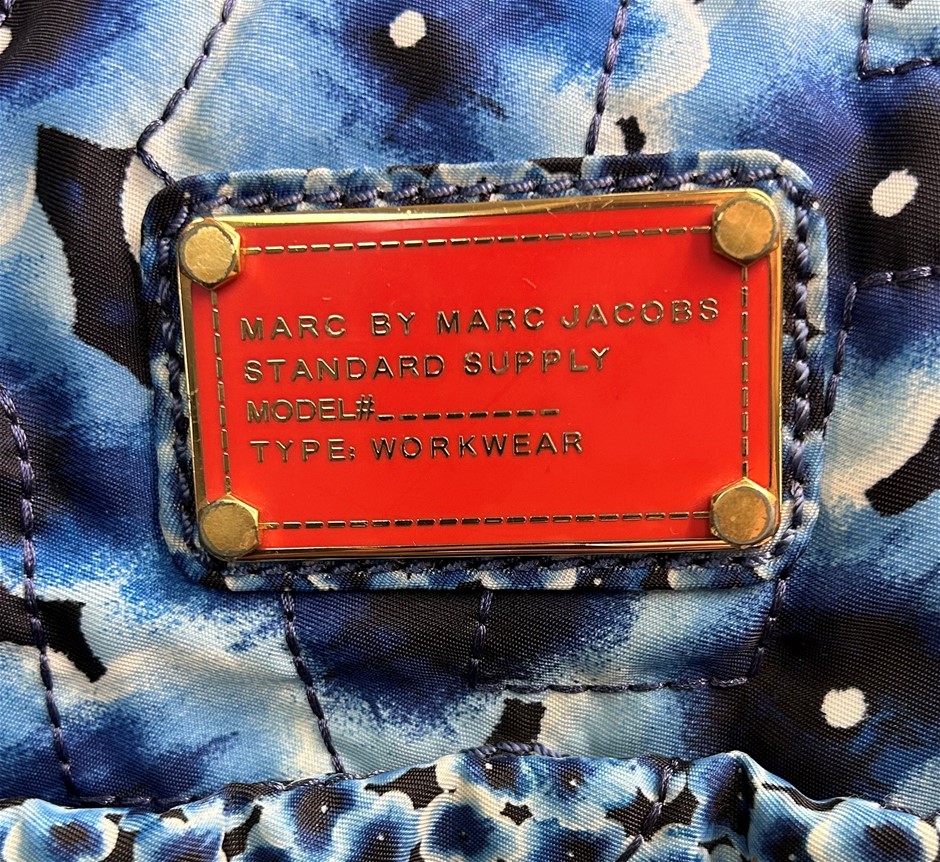 MARC BY MARC JACOBS
STANDARD SUPPLY
MODEL#_________
TYPE: WORKWEAR